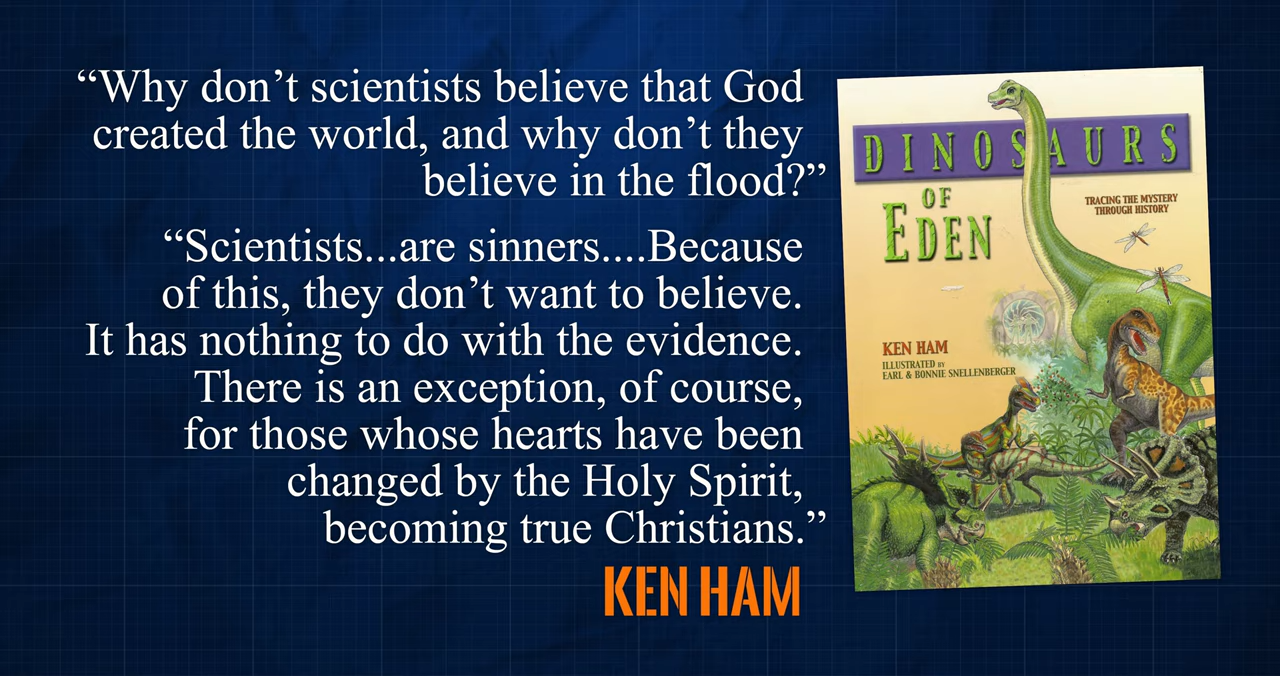 “Why don’t scientists believe that God
created the world, and why don’t they
believe in the flood?”
“Scientists...are sinners....Because
of this, they don’t want to believe.
It has nothing to do with the evidence.
There is an exception, of course,
for those whose hearts have been
changed by the Holy Spirit,
becoming true Christians.”
KEN HAM
DINOSAURS
OF
EDEN
TRACING THE MYSTERY
THROUGH HISTORY
KEN HAM
ILLUSTRATED BY
EARL & BONNIE SNELLENBERGER